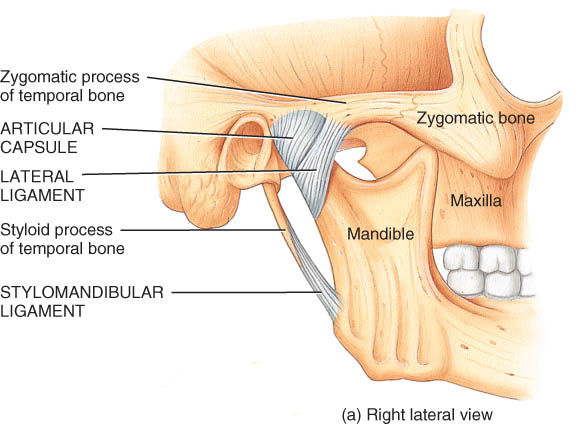 Zygomatic process
of temporal bone
ARTICULAR
CAPSULE
LATERAL
LIGAMENT
Styloid process
of temporal bone
STYLOMANDIBULAR
LIGAMENT
Zygomatic bone
Maxilla
Mandible
(a) Right lateral view